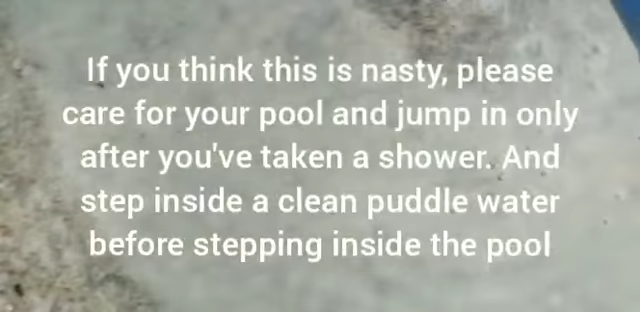 If you think this is nasty, please
care for your pool and jump in only
after you've taken a shower. And
step inside a clean puddle water
before stepping inside the pool